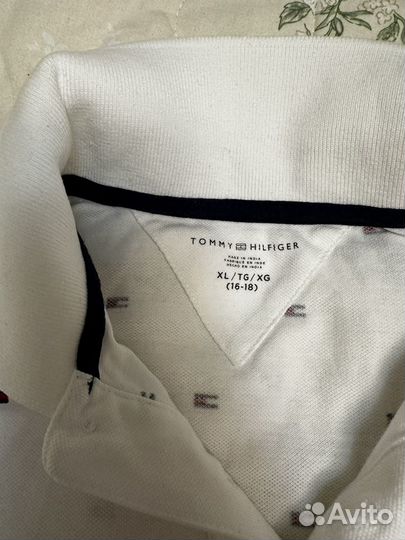 TOMMY HILFIGER
MADE IN INDIA
FABRIQUÉ EN INDE
HECHO EN INDIA
XL/TG/XG
(16-18)
Avito